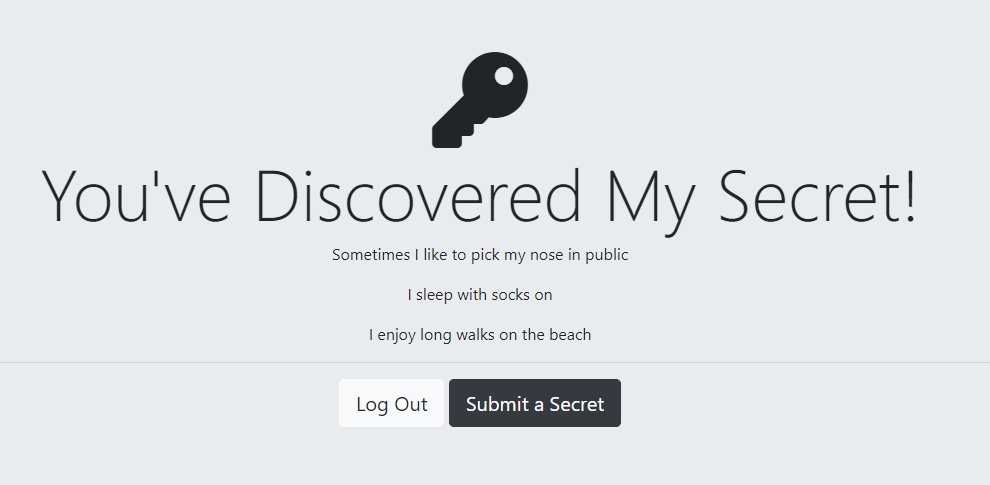 You've Discovered My Secret!
Sometimes I like to pick my nose in public
I sleep with socks on
I enjoy long walks on the beach
Log Out
Submit a Secret